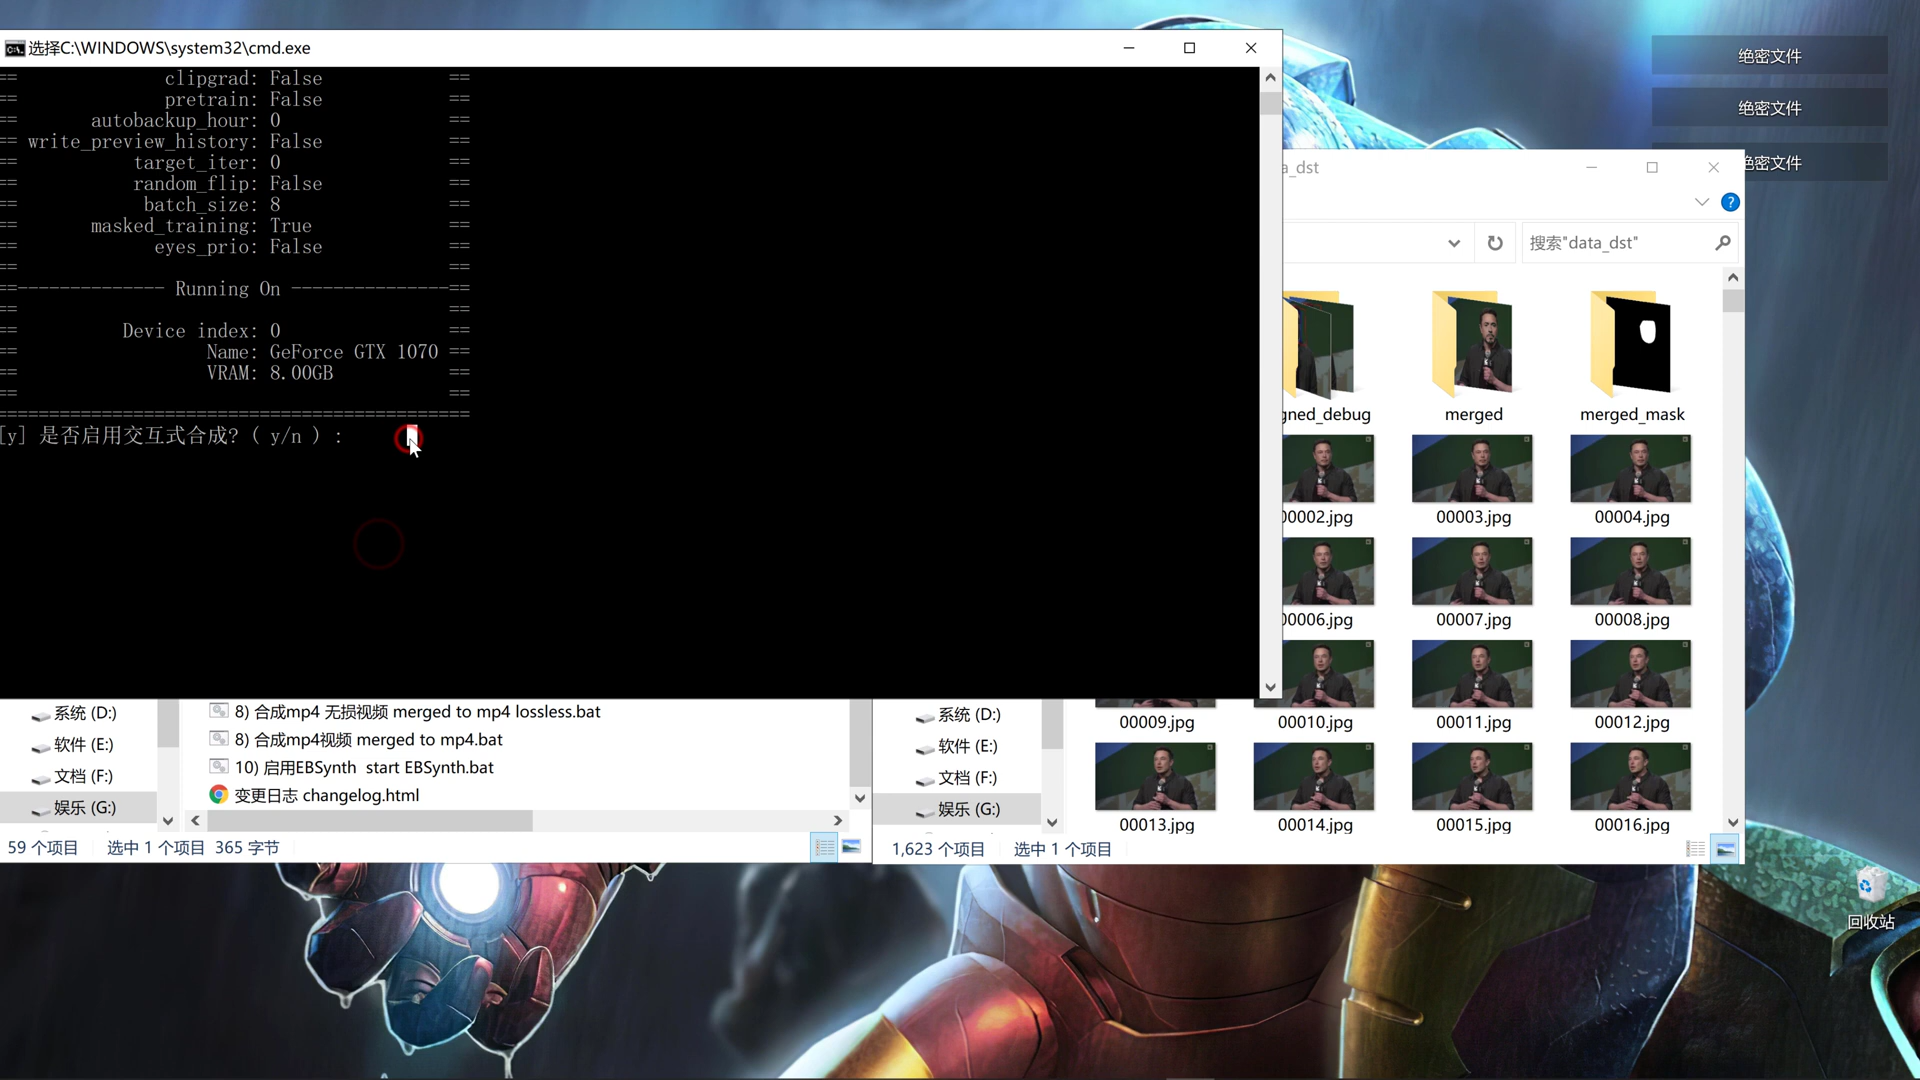 选择C:\WINDOWS\system32\cmd.exe
== clipgrad: False ==
== pretrain: False ==
== autobackup_hour: 0 ==
== write_preview_history: False ==
== target_iter: 0 ==
== random_flip: False ==
== batch_size: 8 ==
== masked_training: True ==
== eyes_prio: False ==
== ==
==-------------- Running On ---------------==
== ==
== Device index: 0 ==
== Name: GeForce GTX 1070 ==
== VRAM: 8.00GB ==
== ==
=============================================
[y] 是否启用交互式合成? ( y/n ) :
绝密文件
绝密文件
绝密文件
a_dst
搜索"data_dst"
gned_debug
merged
merged_mask
00002.jpg
00003.jpg
00004.jpg
00006.jpg
00007.jpg
00008.jpg
00009.jpg
00010.jpg
00011.jpg
00012.jpg
00013.jpg
00014.jpg
00015.jpg
00016.jpg
系统 (D:)
软件 (E:)
文档 (F:)
娱乐 (G:)
8) 合成mp4 无损视频 merged to mp4 lossless.bat
8) 合成mp4视频 merged to mp4.bat
10) 启用EBSynth  start EBSynth.bat
变更日志 changelog.html
59 个项目
选中 1 个项目 365 字节
系统 (D:)
软件 (E:)
文档 (F:)
娱乐 (G:)
1,623 个项目
选中 1 个项目
回收站